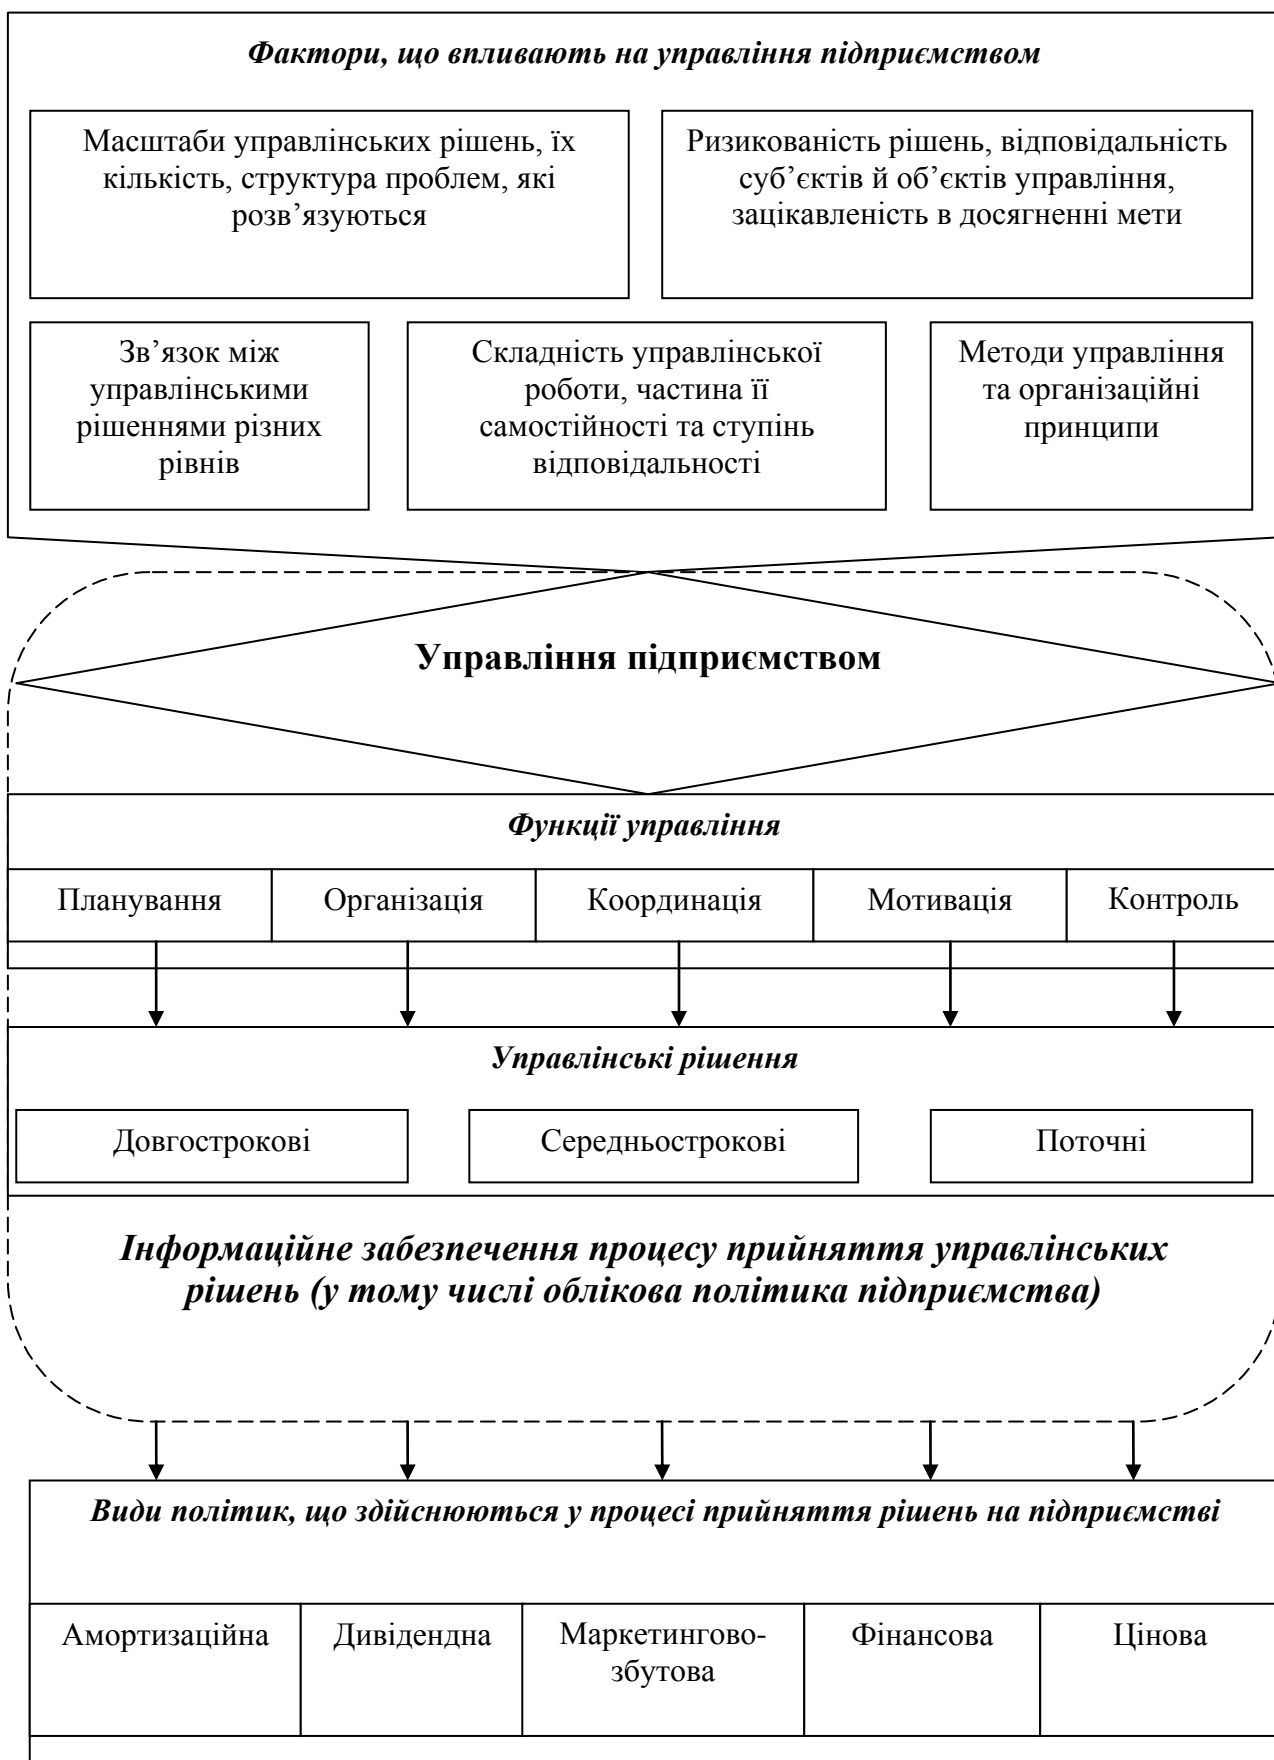 Фактори, що впливають на управління підприємством
Масштаби управлінських рішень, їх
кількість, структура проблем, які
розв’язуються
Ризикованість рішень, відповідальність
суб’єктів й об’єктів управління,
зацікавленість в досягненні мети
Зв’язок між
управлінськими
рішеннями різних
рівнів
Складність управлінської
роботи, частина її
самостійності та ступінь
відповідальності
Методи управління
та організаційні
принципи
Управління підприємством
Функції управління
Планування
Організація
Координація
Мотивація
Контроль
Управлінські рішення
Довгострокові
Середньострокові
Поточні
Інформаційне забезпечення процесу прийняття управлінських
рішень (у тому числі облікова політика підприємства)
Види політик, що здійснюються у процесі прийняття рішень на підприємстві
Амортизаційна
Дивідендна
Маркетингово-
збутова
Фінансова
Цінова